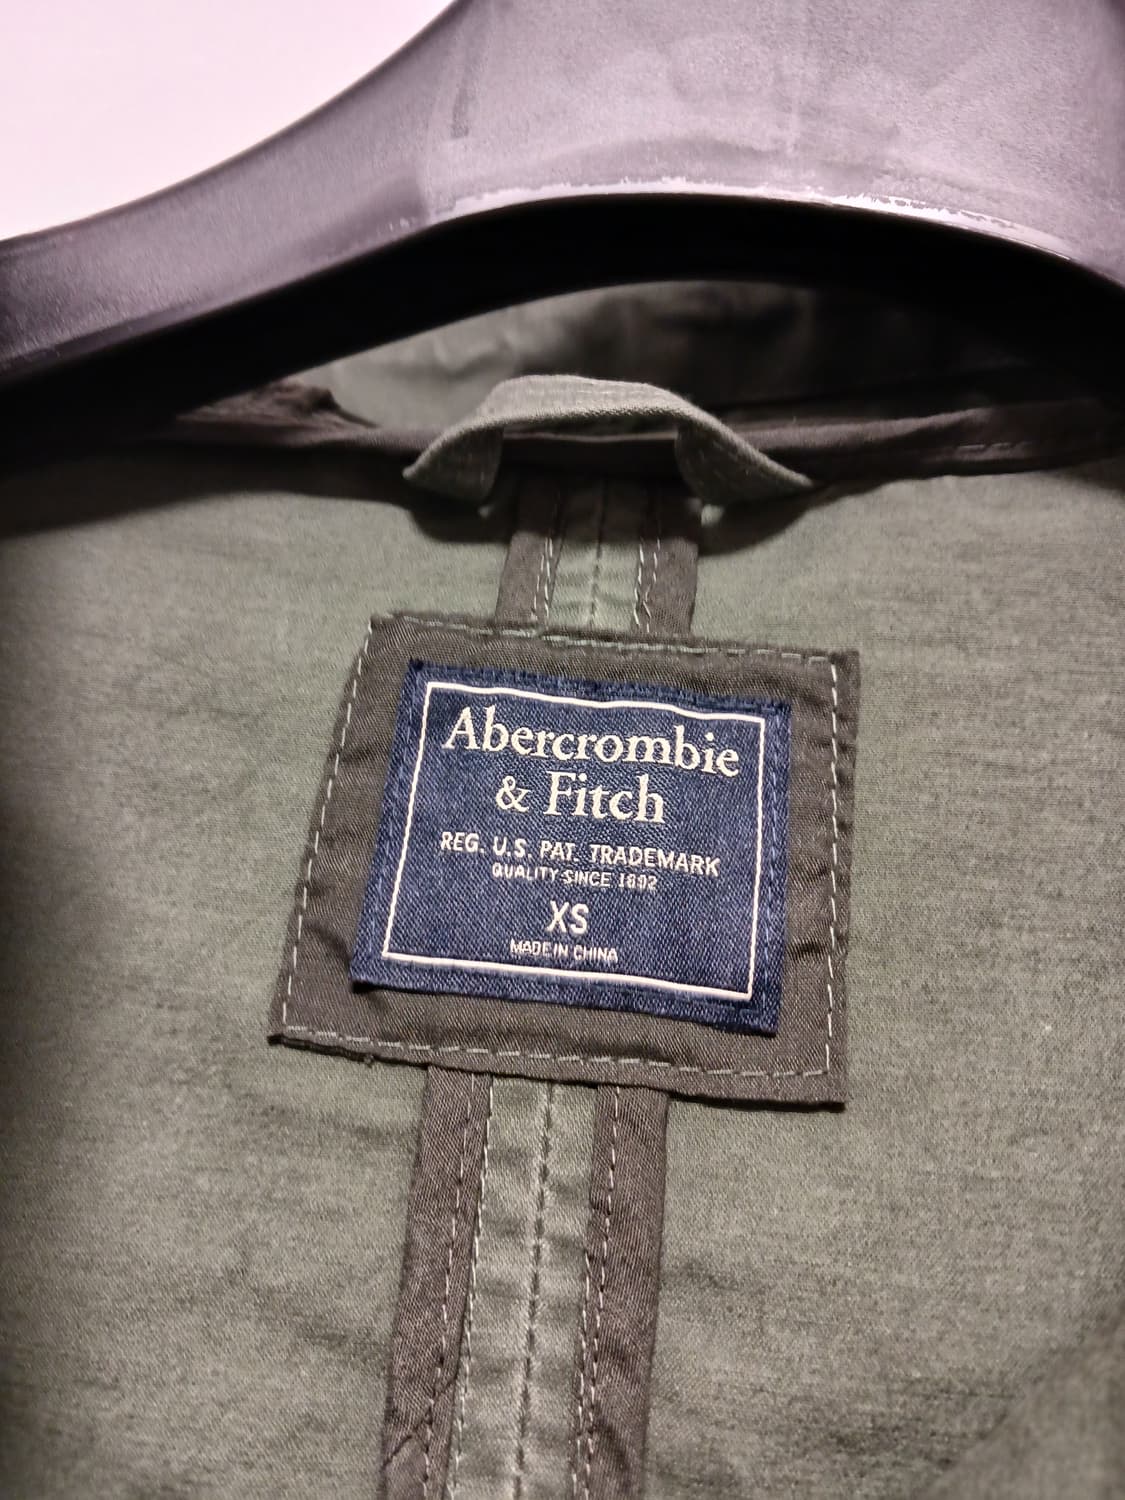 Abercrombie
& Fitch
REG. U.S. PAT. TRADEMARK
QUALITY SINCE 1892
XS
MADE IN CHINA